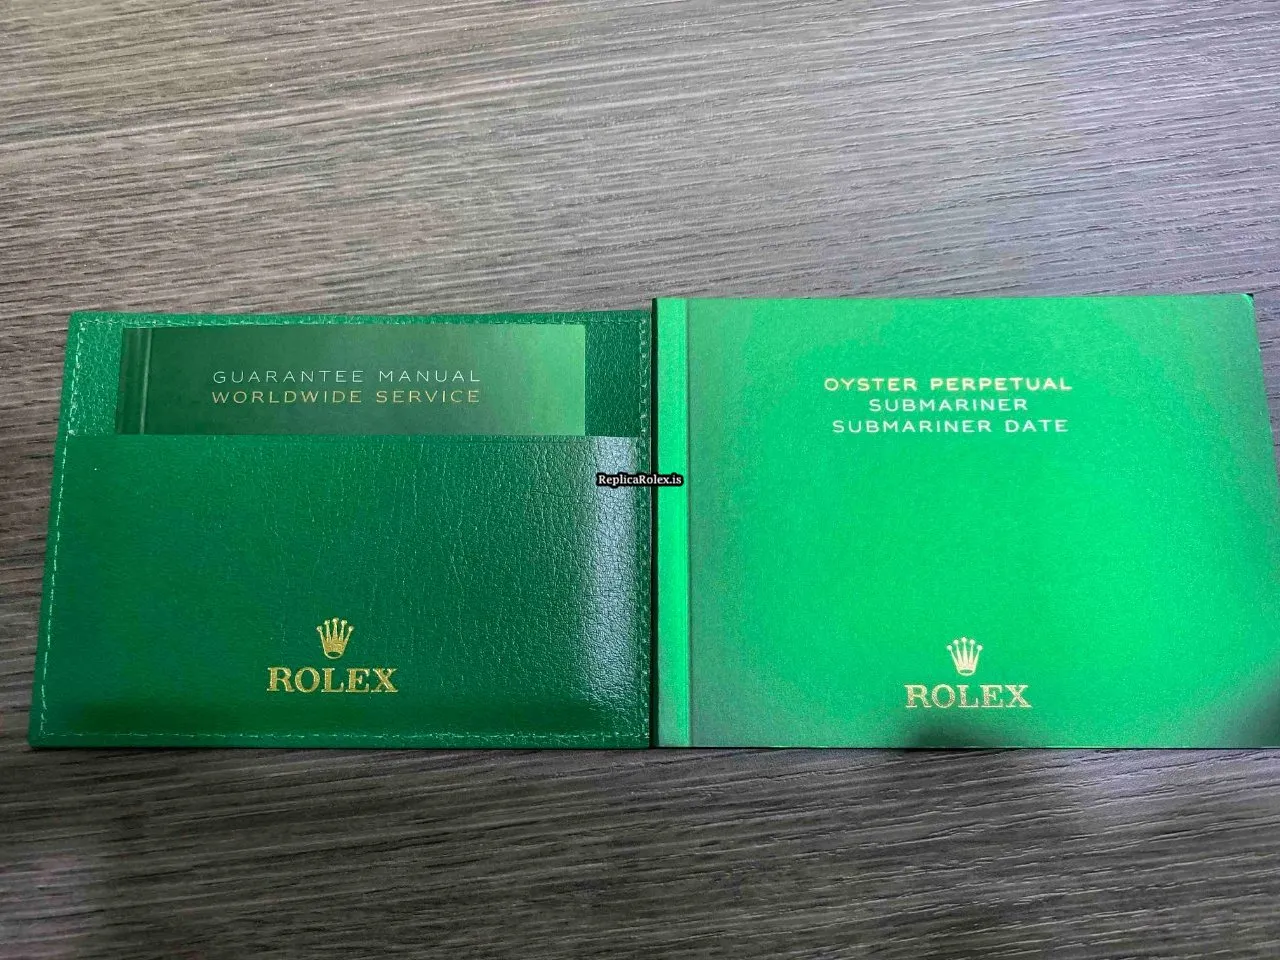 GUARANTEE MANUAL
WORLDWIDE SERVICE
ROLEX
ReplicaRolex.is
OYSTER PERPETUAL
SUBMARINER
SUBMARINER DATE
ROLEX